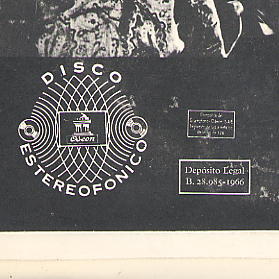 DISCO
Odeon
ESTEREOFONICO
Depósito Legal
B. 28.985-1966